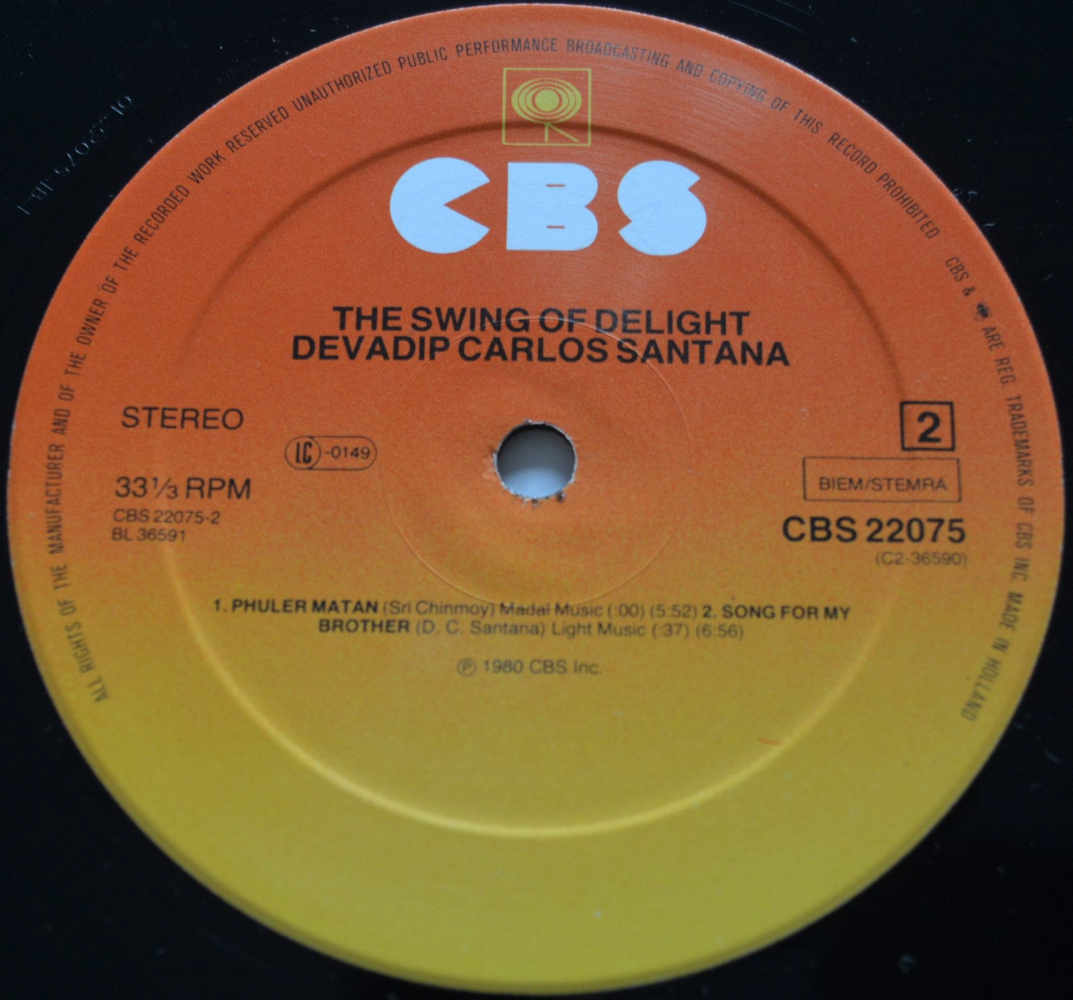 ALL RIGHTS OF THE MANUFACTURER AND OF THE OWNER OF THE RECORDED WORK RESERVED UNAUTHORIZED PUBLIC PERFORMANCE BROADCASTING AND COPYING OF THIS RECORD PROHIBITED CBS & ARE REG. TRADEMARKS OF CBS INC. MADE IN HOLLAND
CBS
THE SWING OF DELIGHT
DEVADIP CARLOS SANTANA
STEREO
2
LC -0149
33 1/3 RPM
BIEM/STEMRA
CBS 22075-2
CBS 22075
BL 36591
(C2-36590)
1. PHULER MATAN (Sri Chinmoy) Madal Music (:00) (5:52) 2. SONG FOR MY
BROTHER (D. C. Santana) Light Music (:37) (6:56)
℗ 1980 CBS Inc.